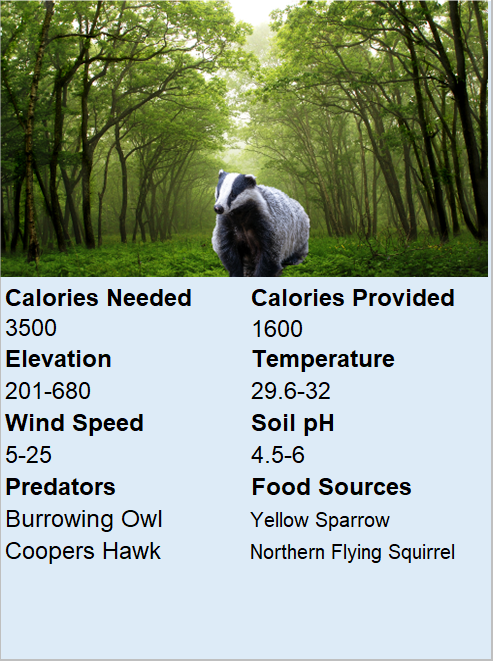 Calories Needed
Calories Provided
3500
1600
Elevation
Temperature
201-680
29.6-32
Wind Speed
Soil pH
5-25
4.5-6
Predators
Food Sources
Burrowing Owl
Yellow Sparrow
Coopers Hawk
Northern Flying Squirrel